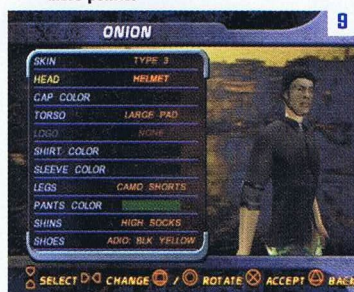 9
ONION
SKIN TYPE 3
HEAD HELMET
CAP COLOR
TORSO LARGE PAD
LOGO NONE
SHIRT COLOR
SLEEVE COLOR
LEGS CAMO SHORTS
PANTS COLOR
SHINS HIGH SOCKS
SHOES ADIO: BLK YELLOW
SELECT CHANGE / ROTATE ACCEPT BACK